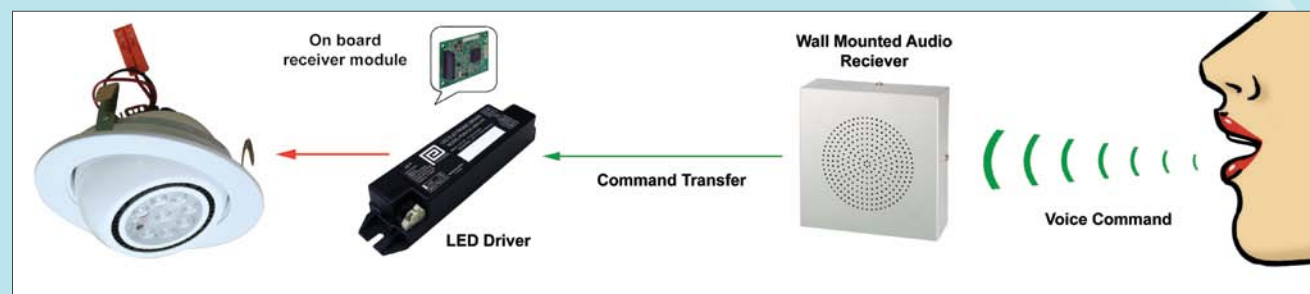 On board
receiver module
Wall Mounted Audio
Reciever
Command Transfer
LED Driver
Voice Command